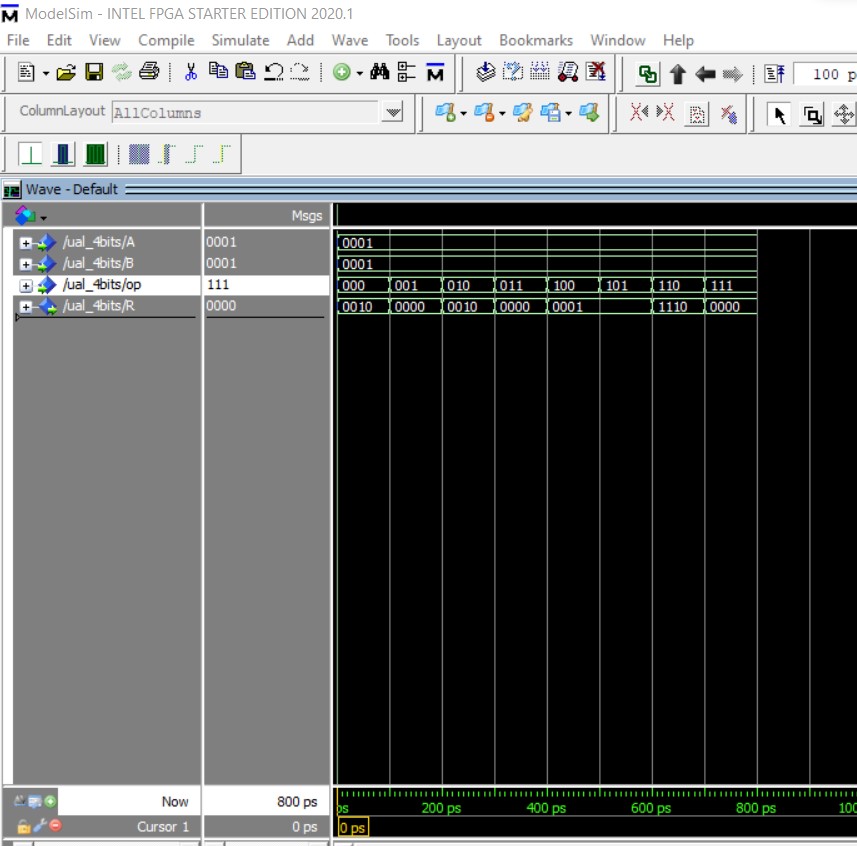 ModelSim - INTEL FPGA STARTER EDITION 2020.1
File Edit View Compile Simulate Add Wave Tools Layout Bookmarks Window Help
100 p
ColumnLayout AllColumns
Wave - Default
Msgs
/ual_4bits/A 0001 0001
/ual_4bits/B 0001 0001
/ual_4bits/op 111 000 001 010 011 100 101 110 111
/ual_4bits/R 0000 0010 0000 0010 0000 0001 1110 0000
Now 800 ps ps 200 ps 400 ps 600 ps 800 ps 100
Cursor 1 0 ps 0 ps